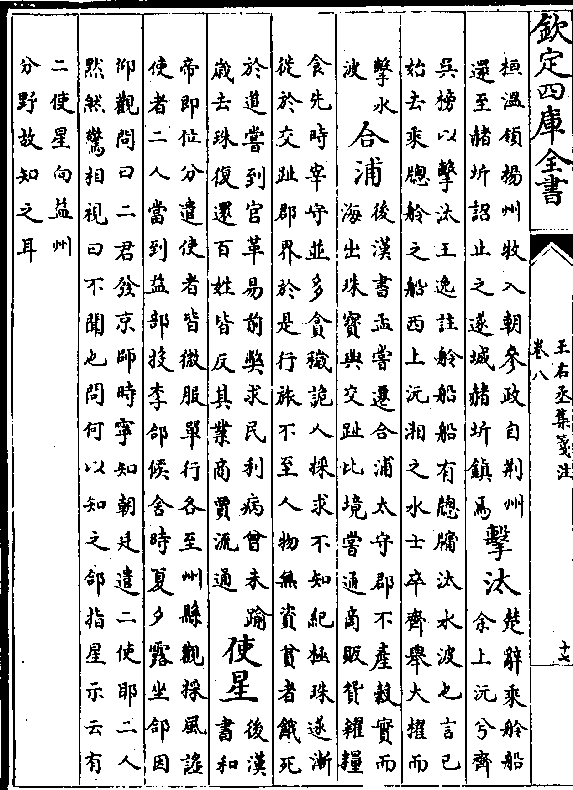 欽定四庫全書
王右丞集箋注
卷八
十七
桓溫領揚州牧入朝參政自荆州
還至赭圻詔止之遂城赭圻鎮焉
擊汰
楚辭乘舲船
余上沅兮齊
吳榜以擊汰王逸註舲船船有牕牖汰水波也言已
始去乘牕舲之船西上沅湘之水士卒齊舉大櫂而
擊水
波
合浦
後漢書孟嘗遷合浦太守郡不產穀實而
海出珠寶與交趾比境嘗通商販貨糴糧
食先時宰守並多貪穢詭人採求不知紀極珠遂漸
徙於交趾郡界於是行旅不至人物無資貧者餓死
於道嘗到官革易前獘求民利病曾未踰
歲去珠復還百姓皆反其業商賈流通
使星
後漢
書和
帝即位分遣使者皆微服單行各至州縣觀採風謡
使者二人當到益部投李郃候舍時夏夕露坐郃因
仰觀問曰二君發京師時寧知朝廷遣二使耶二人
默然驚相視曰不聞也問何以知之郃指星示云有
二使星向益州
分野故知之耳